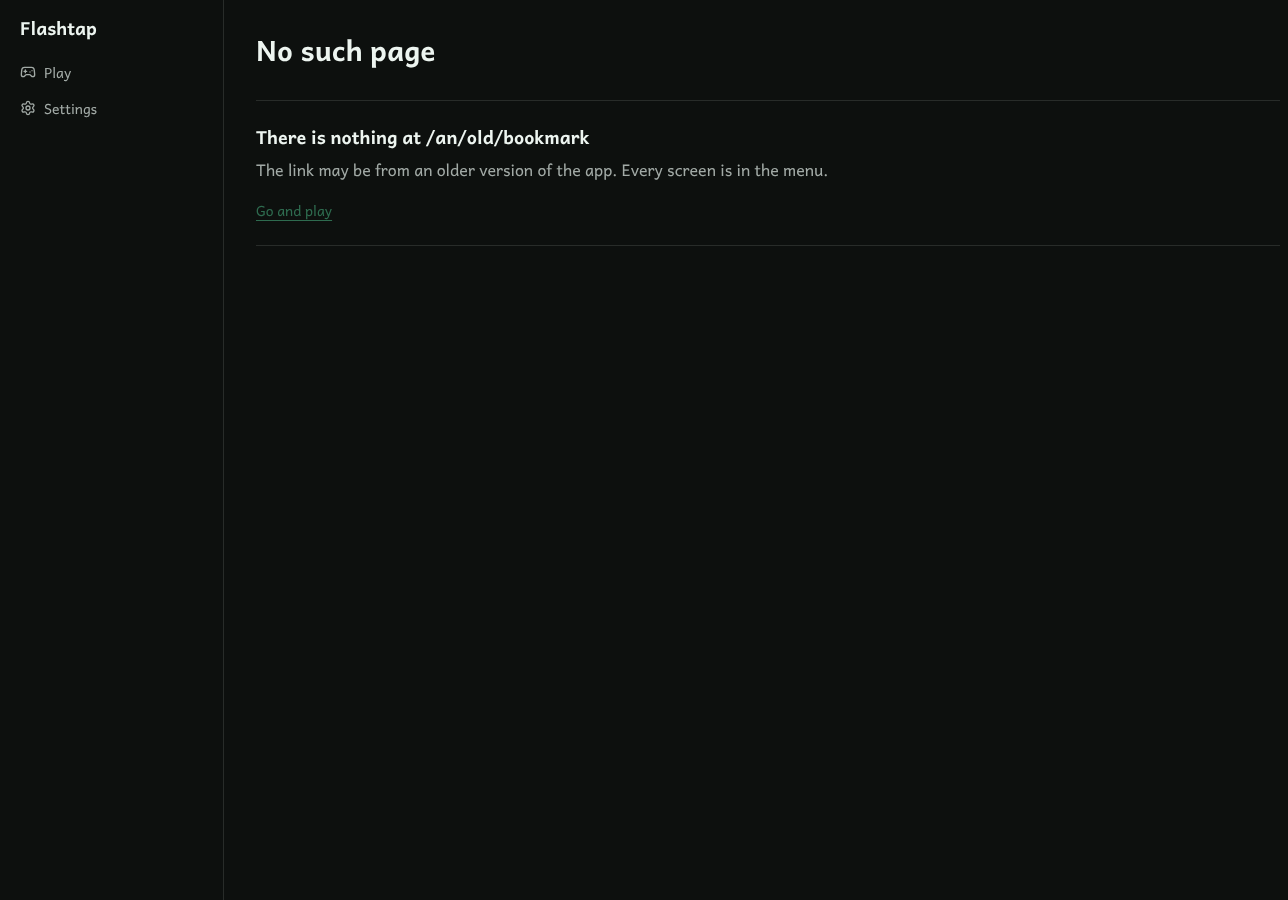 Flashtap
Play
Settings
No such page
There is nothing at /an/old/bookmark
The link may be from an older version of the app. Every screen is in the menu.
Go and play